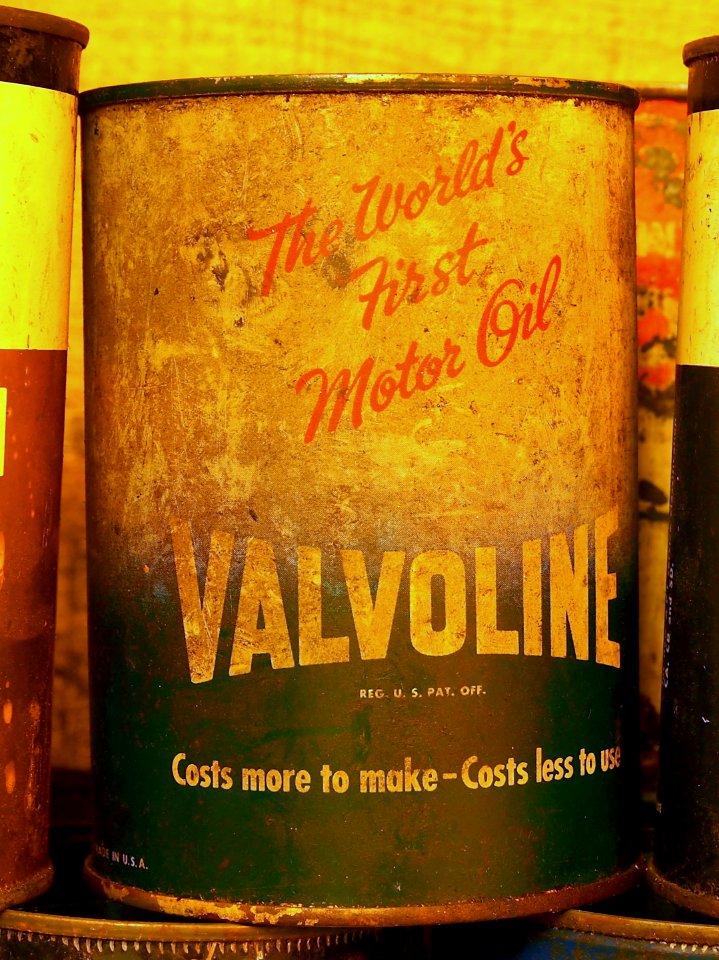 The World's
First
Motor Oil
VALVOLINE
REG. U. S. PAT. OFF.
Costs more to make-Costs less to use
MADE IN U.S.A.